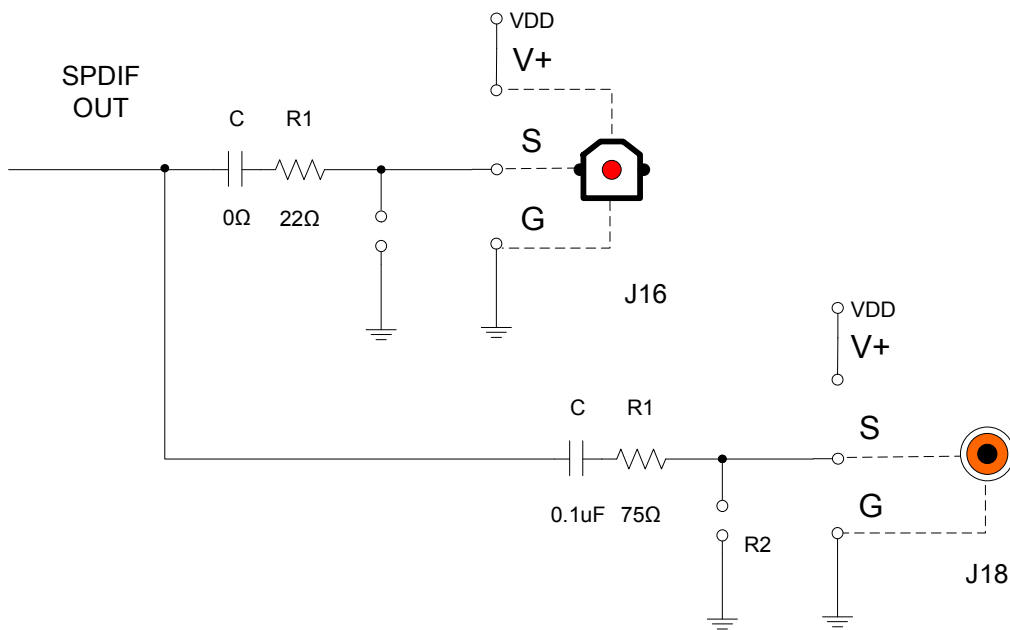 VDD
V+
SPDIF
OUT
C R1
S
0Ω 22Ω
G
J16
VDD
V+
C R1
S
0.1uF 75Ω
G
R2
J18